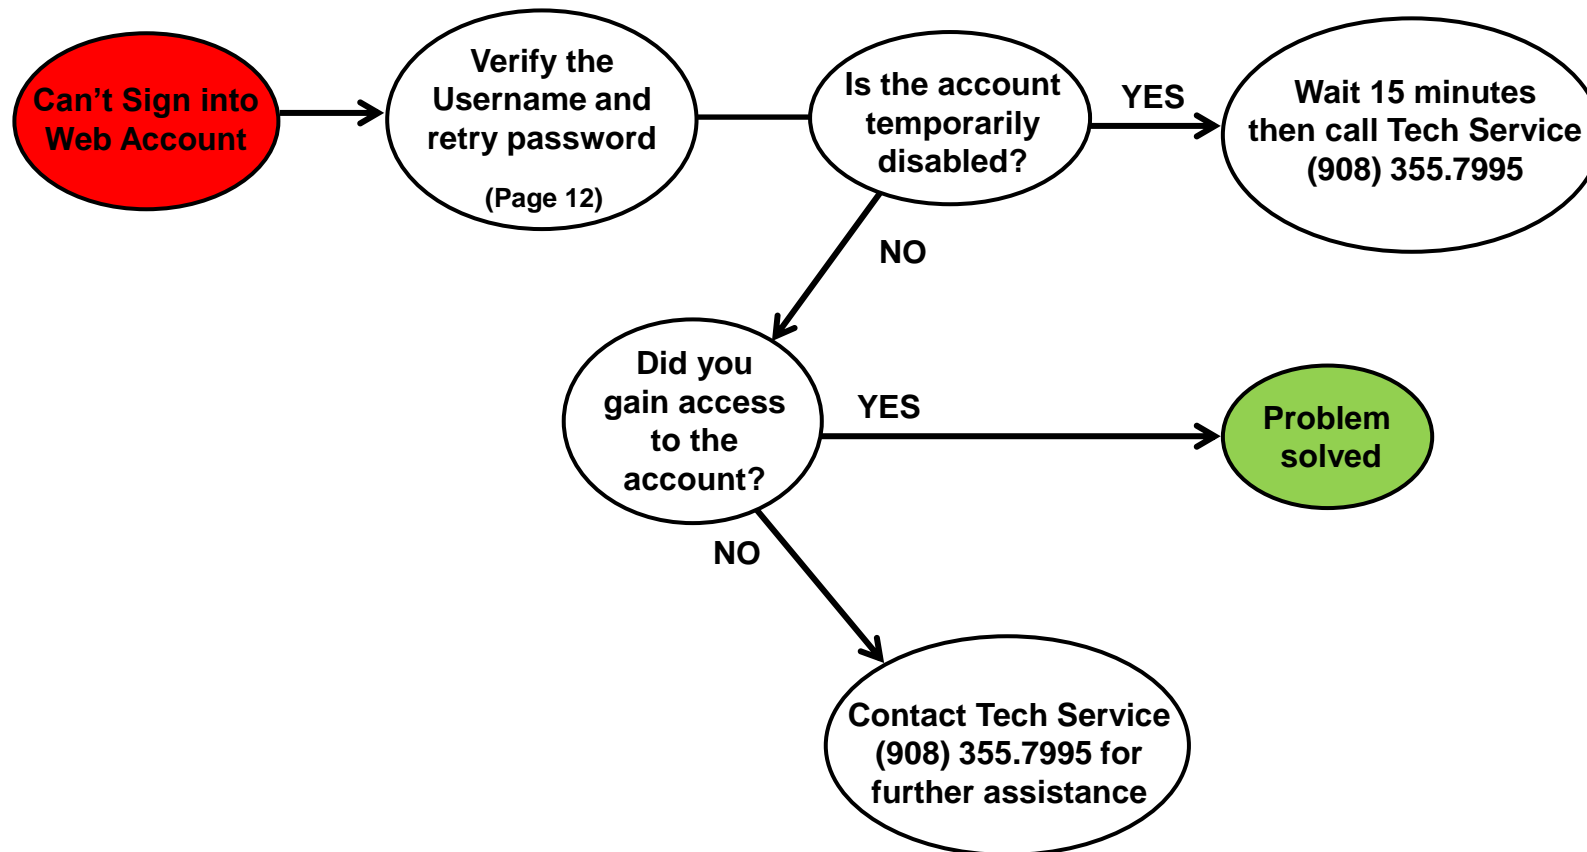 Can't Sign into
Web Account
Verify the
Username and
retry password
(Page 12)
Is the account
temporarily
disabled?
YES
Wait 15 minutes
then call Tech Service
(908) 355.7995
NO
Did you
gain access
to the
account?
YES
Problem
solved
NO
Contact Tech Service
(908) 355.7995 for
further assistance